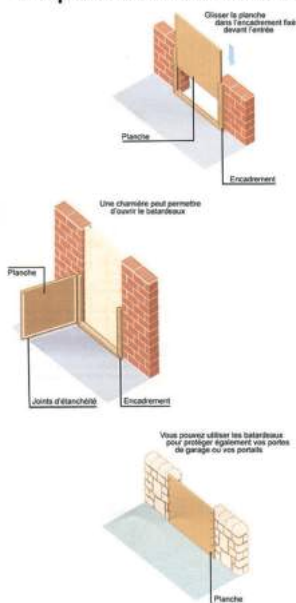 Glisser la planche
dans l'encadrement fixé
devant l'entrée
Planche
Encadrement
Une charnière peut permettre
d'ouvrir le batardeaux
Planche
Joints d'étanchéité
Encadrement
Vous pouvez utiliser les batardeaux
pour protéger également vos portes
de garage ou vos portails
Planche